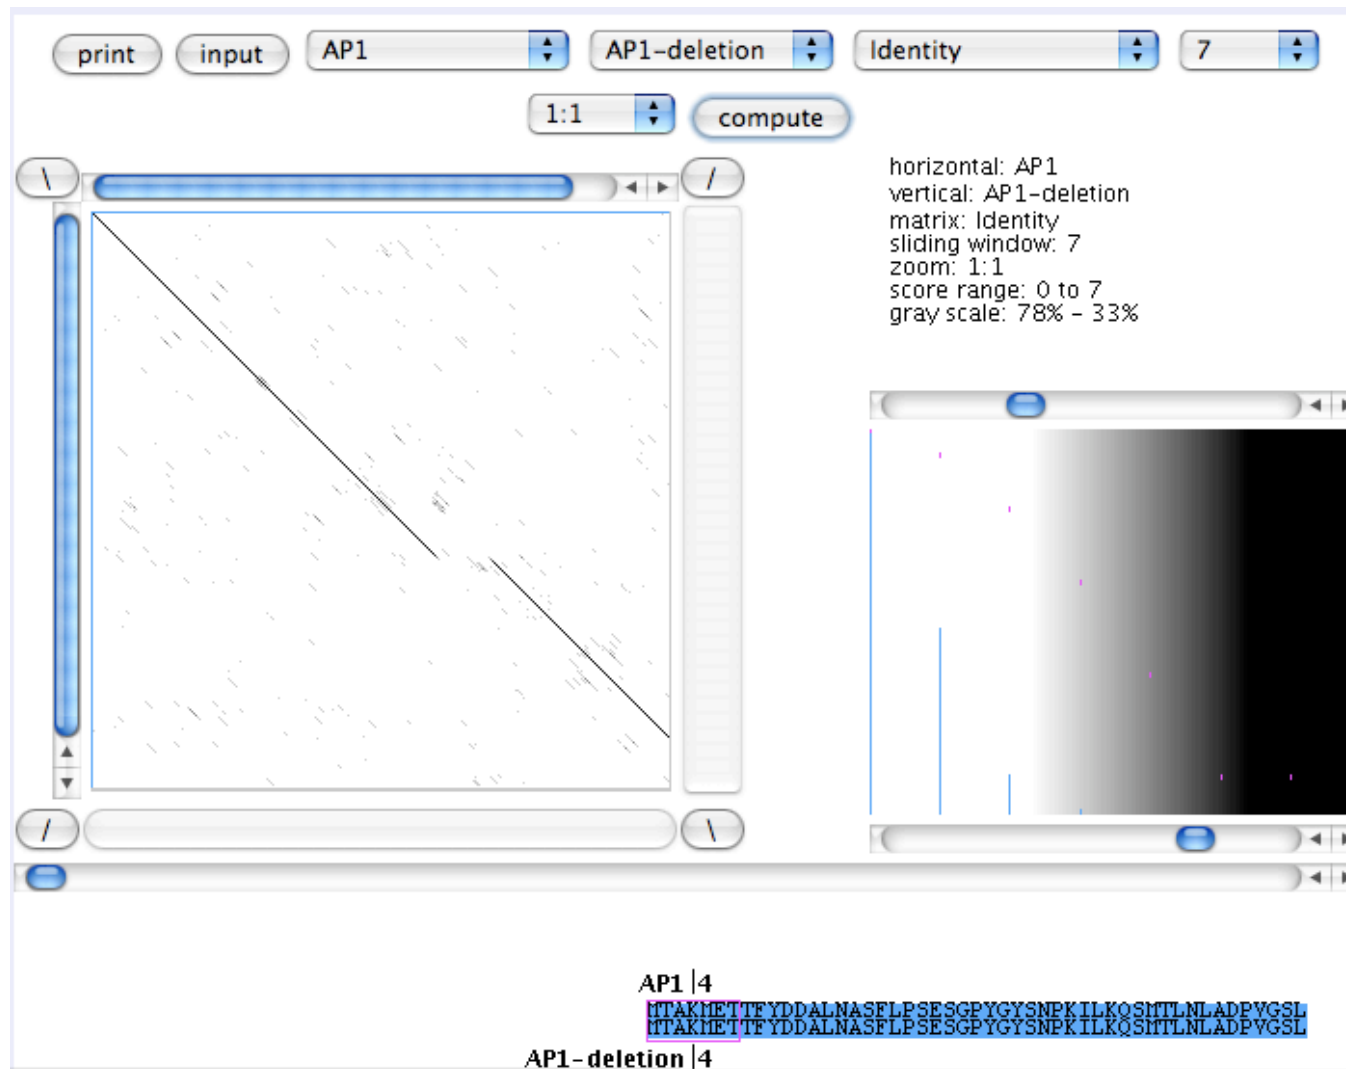 print input AP1 AP1-deletion Identity 7
1:1 compute
\ /
horizontal: AP1
vertical: AP1-deletion
matrix: Identity
sliding window: 7
zoom: 1:1
score range: 0 to 7
gray scale: 78% - 33%
/ \
AP1 |4
MTAKMETTFYDDALNASFLPSESGPYGYSNPKILKQSMTLNLADPVGSL
MTAKMETTFYDDALNASFLPSESGPYGYSNPKILKQSMTLNLADPVGSL
AP1-deletion |4